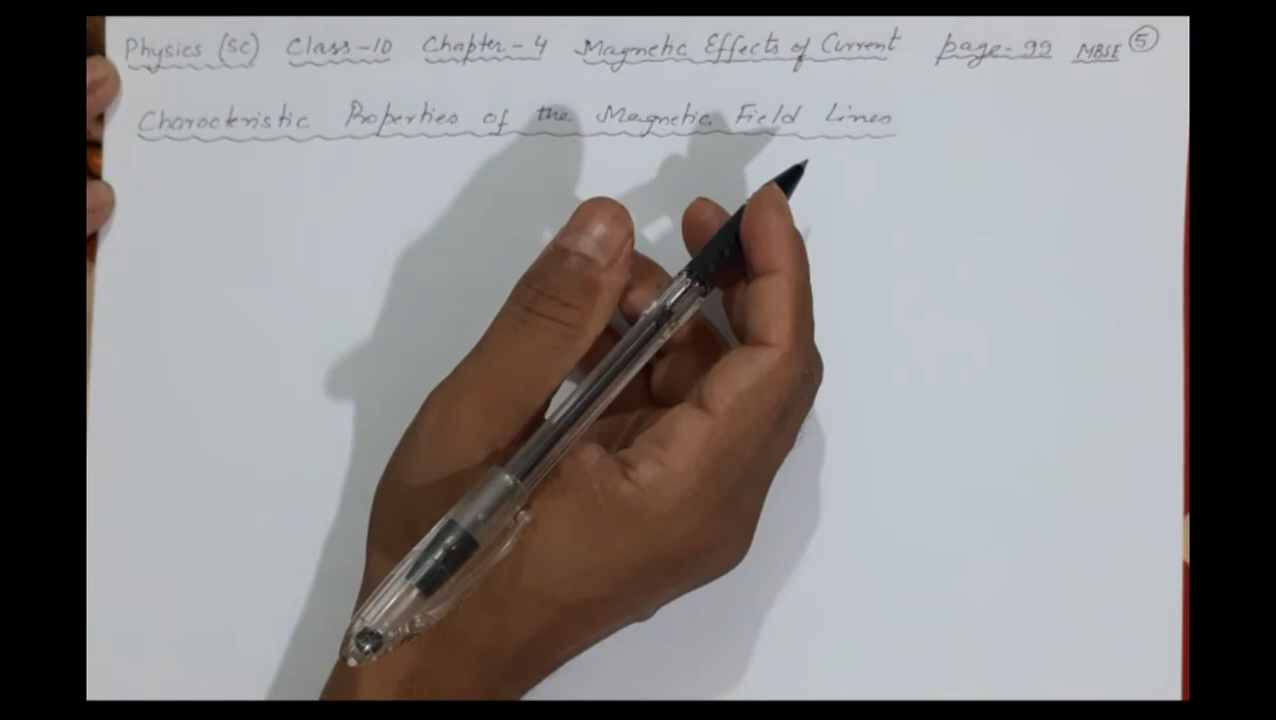 Physics (Sc) Class-10 Chapter-4 Magnetic Effects of Current page-99 MBSE 5
Characteristic Properties of the Magnetic Field Lines